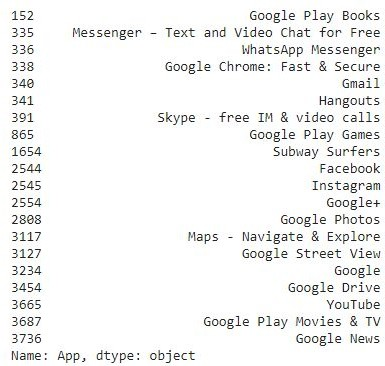 152 Google Play Books
335 Messenger – Text and Video Chat for Free
336 WhatsApp Messenger
338 Google Chrome: Fast & Secure
340 Gmail
341 Hangouts
391 Skype - free IM & video calls
865 Google Play Games
1654 Subway Surfers
2544 Facebook
2545 Instagram
2554 Google+
2808 Google Photos
3117 Maps - Navigate & Explore
3127 Google Street View
3234 Google
3454 Google Drive
3665 YouTube
3687 Google Play Movies & TV
3736 Google News
Name: App, dtype: object